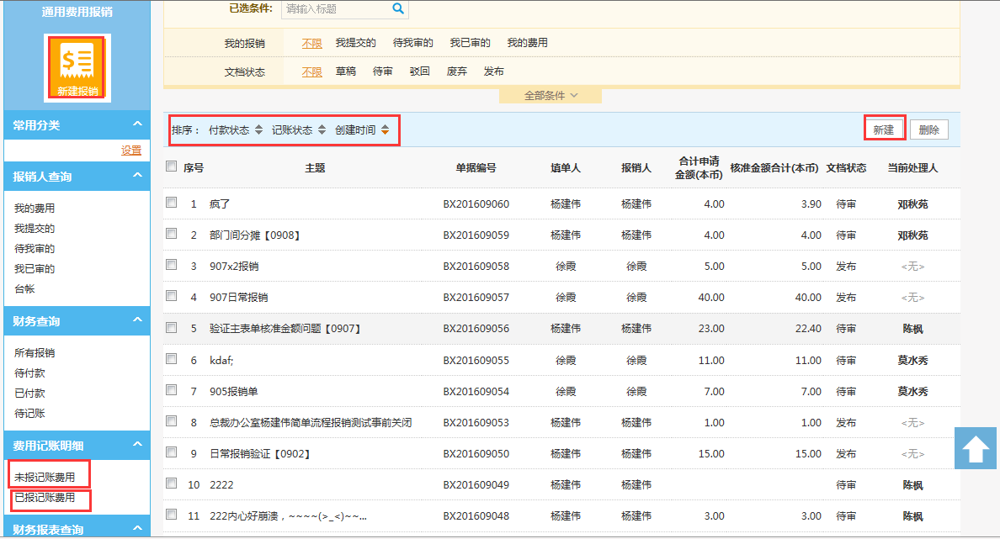 通用费用报销
新建报销
常用分类
设置
报销人查询
我的费用
我提交的
待我审的
我已审的
台帐
财务查询
所有报销
待付款
已付款
待记账
费用记账明细
未报记账费用
已报记账费用
财务报表查询
已选条件: 请输入标题
我的报销 不限 我提交的 待我审的 我已审的 我的费用
文档状态 不限 草稿 待审 驳回 废弃 发布
全部条件
排序： 付款状态 记账状态 创建时间 新建 删除
序号 主题 单据编号 填单人 报销人 合计申请金额(本币) 核准金额合计(本币) 文档状态 当前处理人
1 疯了 BX201609060 杨建伟 杨建伟 4.00 3.90 待审 邓秋苑
2 部门间分摊【0908】 BX201609059 杨建伟 杨建伟 4.00 4.00 待审 邓秋苑
3 907x2报销 BX201609058 徐霞 徐霞 5.00 5.00 发布 <无>
4 907日常报销 BX201609057 徐霞 徐霞 40.00 40.00 发布 <无>
5 验证主表单核准金额问题【0907】 BX201609056 杨建伟 杨建伟 23.00 22.40 待审 陈枫
6 kdaf; BX201609055 徐霞 徐霞 11.00 11.00 待审 莫水秀
7 905报销单 BX201609054 徐霞 徐霞 7.00 7.00 待审 莫水秀
8 总裁办公室杨建伟简单流程报销测试事前关闭 BX201609053 杨建伟 杨建伟 1.00 1.00 发布 <无>
9 日常报销验证【0902】 BX201609050 杨建伟 杨建伟 15.00 15.00 发布 <无>
10 2222 BX201609049 杨建伟 杨建伟 待审 陈枫
11 222内心好崩溃，~~~~(>_<)~~... BX201609048 杨建伟 杨建伟 3.00 3.00 待审 陈枫